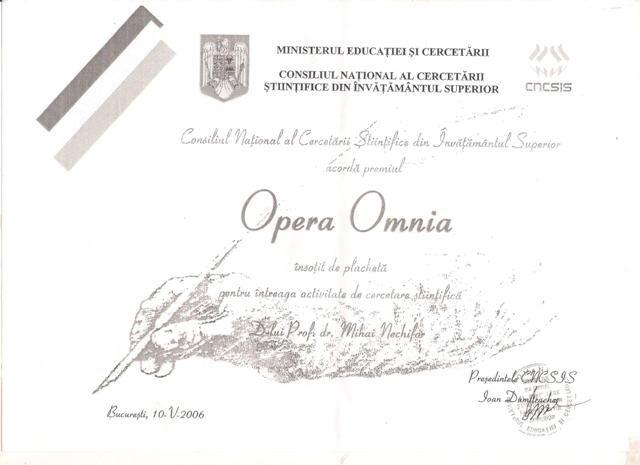 MINISTERUL EDUCAŢIEI ŞI CERCETĂRII
CONSILIUL NAŢIONAL AL CERCETĂRII
ŞTIINŢIFICE DIN ÎNVĂŢĂMÂNTUL SUPERIOR
CNCSIS
Consiliul Naţional al Cercetării Ştiinţifice din Învăţământul Superior
acordă premiul
Opera Omnia
însoţit de plachetă
pentru întreaga activitate de cercetare ştiinţifică
D-lui Prof. dr. Mihai Nechifor
Preşedintele CNCSIS
Ioan Dumitrache
Bucureşti, 10-V-2006